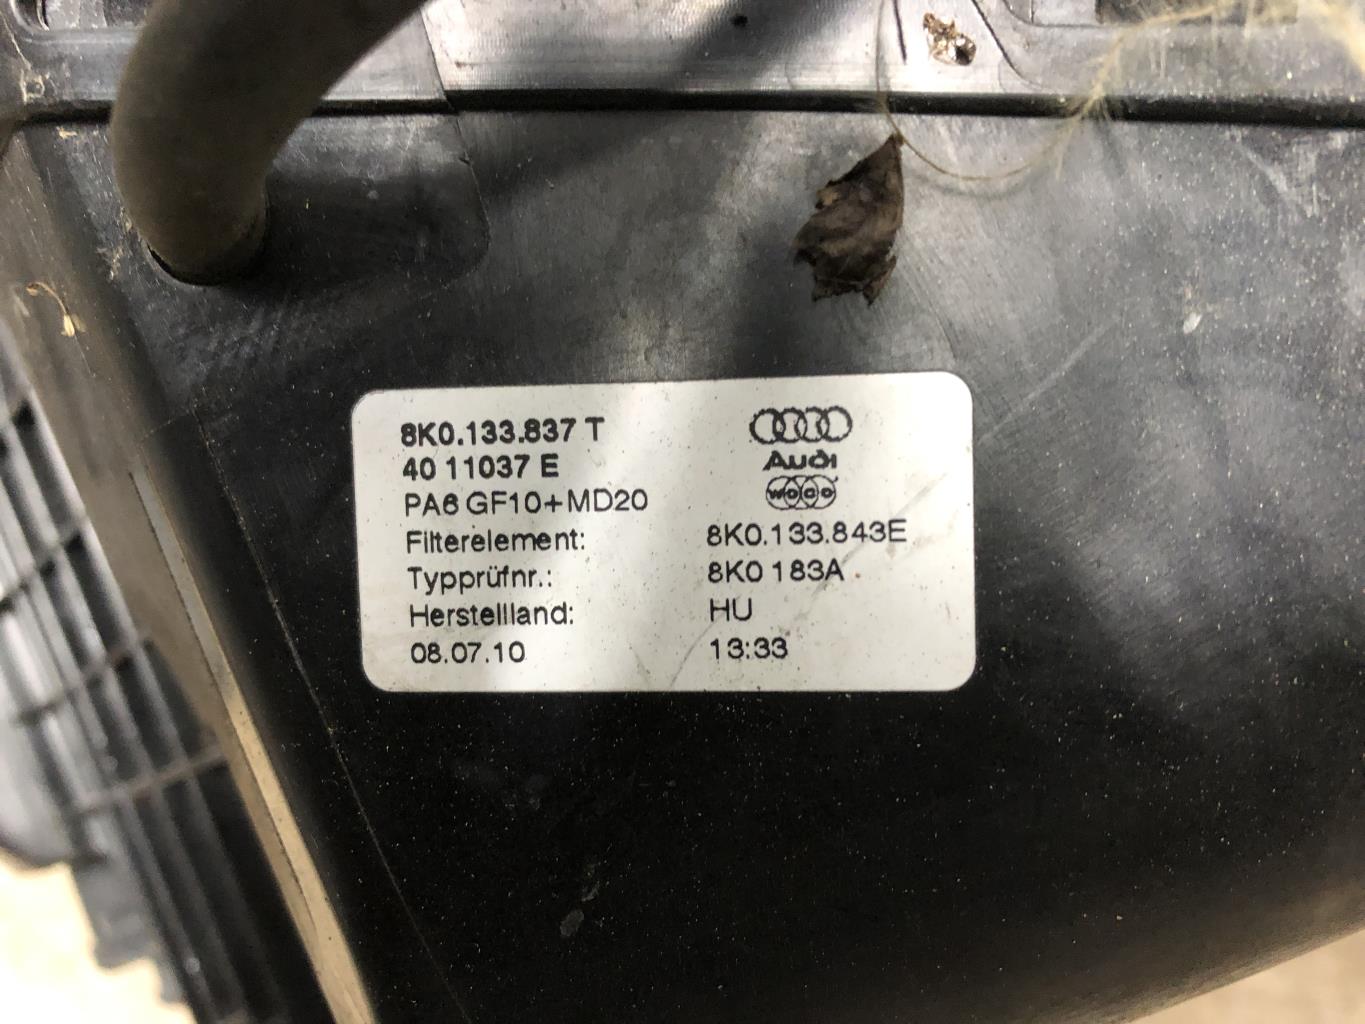 8K0.133.837 T
40 11037 E
PA6 GF10+MD20
Audi
woco
Filterelement: 8K0.133.843E
Typprüfnr.: 8K0 183A
Herstellland: HU
08.07.10 13:33